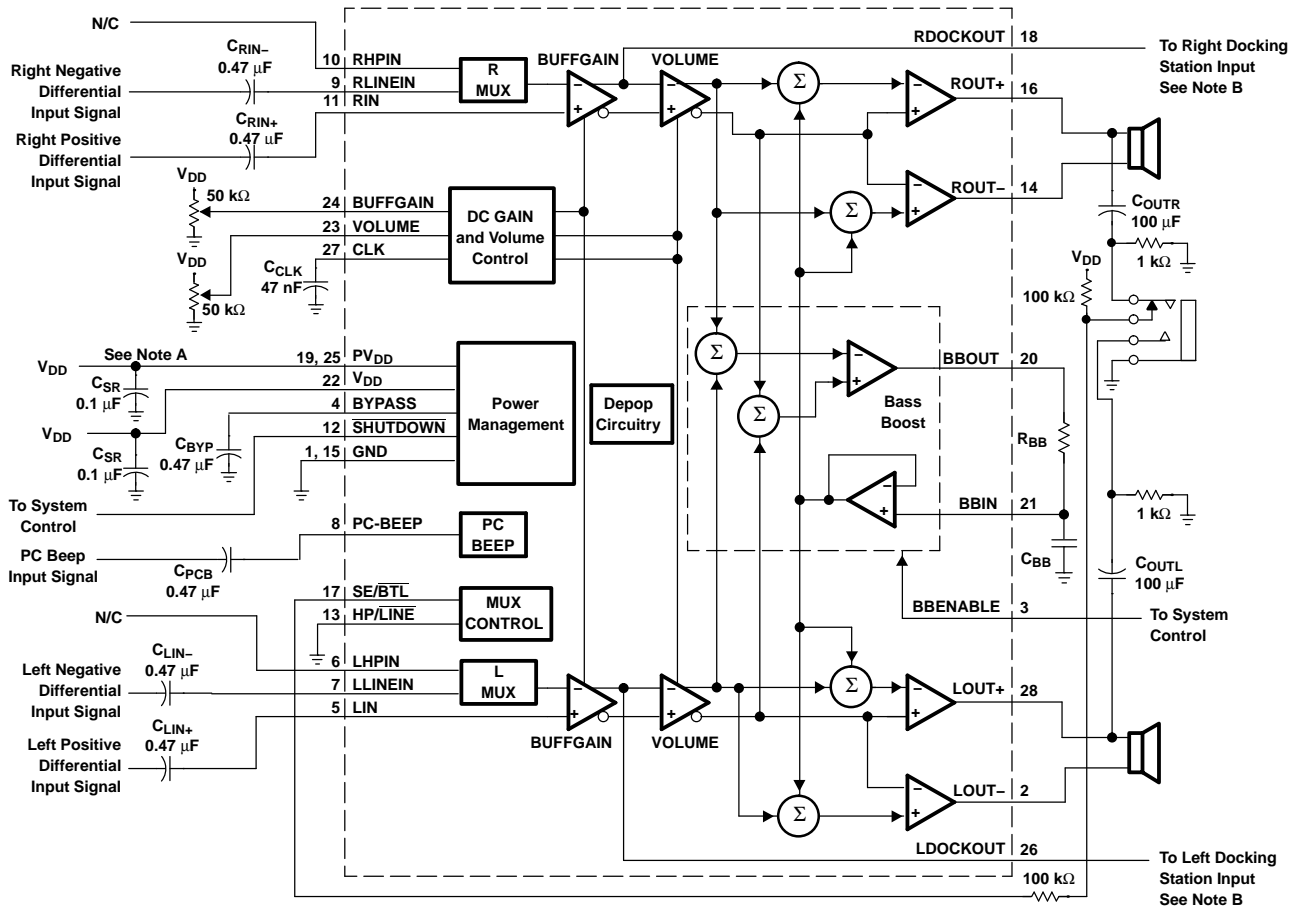 N/C
Right Negative
Differential
Input Signal
CRIN−
0.47 μF
Right Positive
Differential
Input Signal
CRIN+
0.47 μF
10 RHPIN
9 RLINEIN
11 RIN
R
MUX
BUFFGAIN
VOLUME
Σ
RDOCKOUT 18
To Right Docking
Station Input
See Note B
ROUT+
16
ROUT−
14
Σ
VDD
50 kΩ
24 BUFFGAIN
23 VOLUME
27 CLK
DC GAIN
and Volume
Control
VDD
50 kΩ
CCLK
47 nF
COUTR
100 μF
1 kΩ
VDD
100 kΩ
See Note A
VDD
CSR
0.1 μF
VDD
CSR
0.1 μF
CBYP
0.47 μF
19, 25 PVDD
22 VDD
4 BYPASS
12 SHUTDOWN
1, 15 GND
Power
Management
Depop
Circuitry
Σ
Σ
BBOUT 20
Bass
Boost
RBB
BBIN 21
CBB
1 kΩ
COUTL
100 μF
To System
Control
PC Beep
Input Signal
CPCB
0.47 μF
8 PC-BEEP
PC
BEEP
17 SE/BTL
13 HP/LINE
MUX
CONTROL
BBENABLE 3
To System
Control
N/C
Left Negative
Differential
Input Signal
CLIN−
0.47 μF
Left Positive
Differential
Input Signal
CLIN+
0.47 μF
6 LHPIN
7 LLINEIN
5 LIN
L
MUX
BUFFGAIN
VOLUME
Σ
LOUT+
28
Σ
LOUT−
2
LDOCKOUT
26
To Left Docking
Station Input
See Note B
100 kΩ
− + − + − + − + − + − + − + − + − + − +